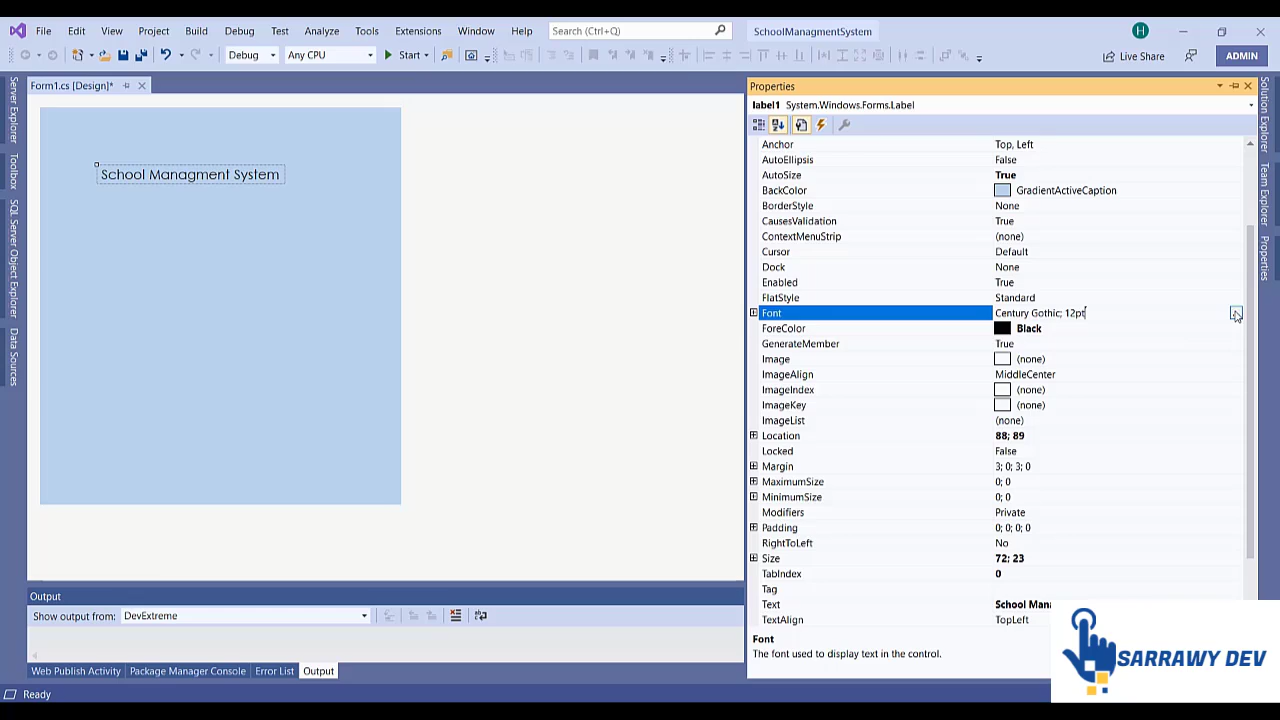 File Edit View Project Build Debug Test Analyze Tools Extensions Window Help Search (Ctrl+Q) SchoolManagmentSystem H
Debug Any CPU Start Live Share ADMIN
Form1.cs [Design]*
Server Explorer
Toolbox
SQL Server Object Explorer
Data Sources
School Managment System
Properties
label1 System.Windows.Forms.Label
Anchor Top, Left
AutoEllipsis False
AutoSize True
BackColor GradientActiveCaption
BorderStyle None
CausesValidation True
ContextMenuStrip (none)
Cursor Default
Dock None
Enabled True
FlatStyle Standard
Font Century Gothic; 12pt
ForeColor Black
GenerateMember True
Image (none)
ImageAlign MiddleCenter
ImageIndex (none)
ImageKey (none)
ImageList (none)
Location 88; 89
Locked False
Margin 3; 0; 3; 0
MaximumSize 0; 0
MinimumSize 0; 0
Modifiers Private
Padding 0; 0; 0; 0
RightToLeft No
Size 72; 23
TabIndex 0
Tag
Text School Mana
TextAlign TopLeft
Font
The font used to display text in the control.
Solution Explorer
Team Explorer
Properties
Output
Show output from: DevExtreme
Web Publish Activity Package Manager Console Error List Output
Ready
SARRAWY DEV